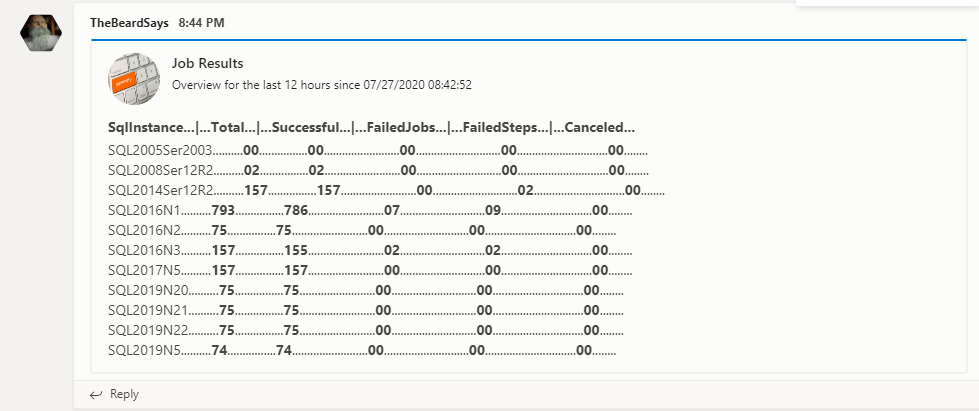 TheBeardSays 8:44 PM
Job Results
Overview for the last 12 hours since 07/27/2020 08:42:52
SqlInstance...|...Total...|...Successful...|...FailedJobs...|...FailedSteps...|...Canceled...
SQL2005Ser2003..........00................00..............................00............................00..............................00........
SQL2008Ser12R2..........02................02.........................00............................00..............................00........
SQL2014Ser12R2..........157................157.........................00............................02..............................00........
SQL2016N1..........793................786.........................07............................09..............................00........
SQL2016N2..........75................75.........................00............................00..............................00........
SQL2016N3..........157................155.........................02............................02..............................00........
SQL2017N5..........157................157.........................00............................00..............................00........
SQL2019N20..........75................75.........................00............................00..............................00........
SQL2019N21..........75................75.........................00............................00..............................00........
SQL2019N22..........75................75.........................00............................00..............................00........
SQL2019N5..........74................74.........................00............................00..............................00........
Reply